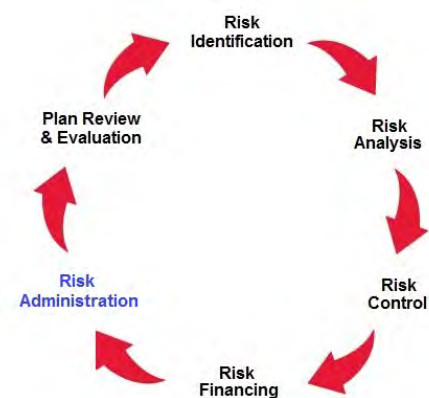 Risk
Identification
Risk
Analysis
Risk
Control
Risk
Financing
Risk
Administration
Plan Review
& Evaluation